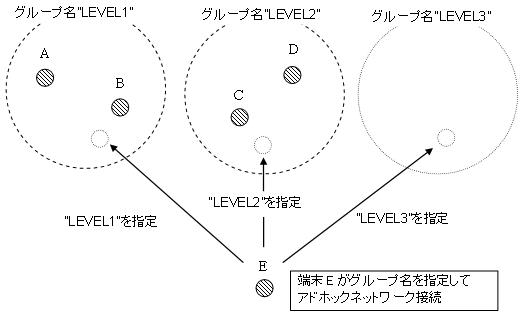 グループ名"LEVEL1"
グループ名"LEVEL2"
グループ名"LEVEL3"
A
B
C
D
"LEVEL1"を指定
"LEVEL2"を指定
"LEVEL3"を指定
E
端末Eがグループ名を指定して
アドホックネットワーク接続